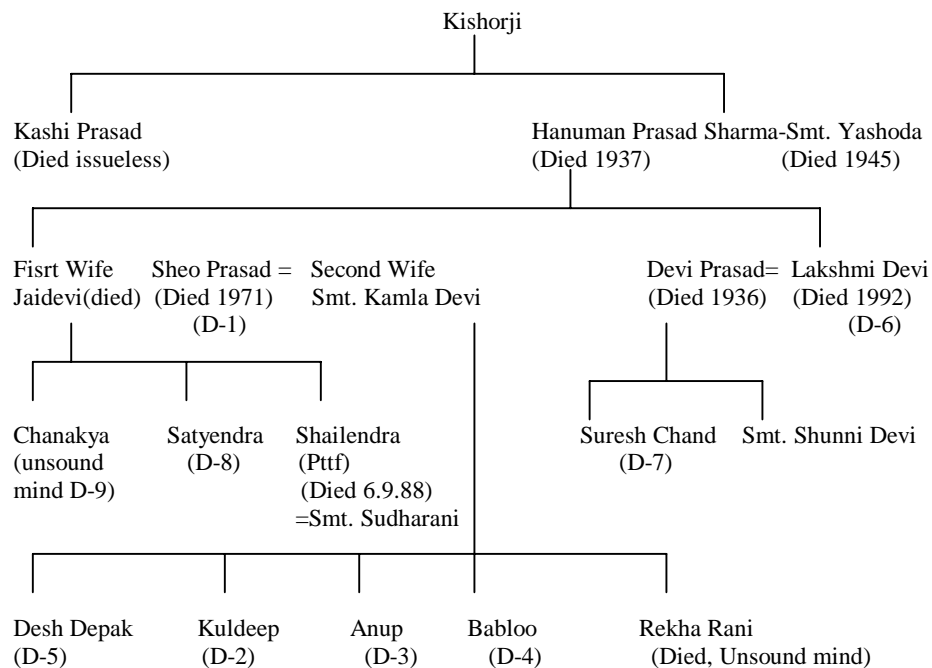 Kishorji
Kashi Prasad Hanuman Prasad Sharma-Smt. Yashoda
(Died issueless) (Died 1937) (Died 1945)
Fisrt Wife Sheo Prasad = Second Wife Devi Prasad= Lakshmi Devi
Jaidevi(died) (Died 1971) Smt. Kamla Devi (Died 1936) (Died 1992)
(D-1) (D-6)
Chanakya Satyendra Shailendra Suresh Chand Smt. Shunni Devi
(unsound (D-8) (Pttf) (D-7)
mind D-9) (Died 6.9.88)
=Smt. Sudharani
Desh Depak Kuldeep Anup Babloo Rekha Rani
(D-5) (D-2) (D-3) (D-4) (Died, Unsound mind)